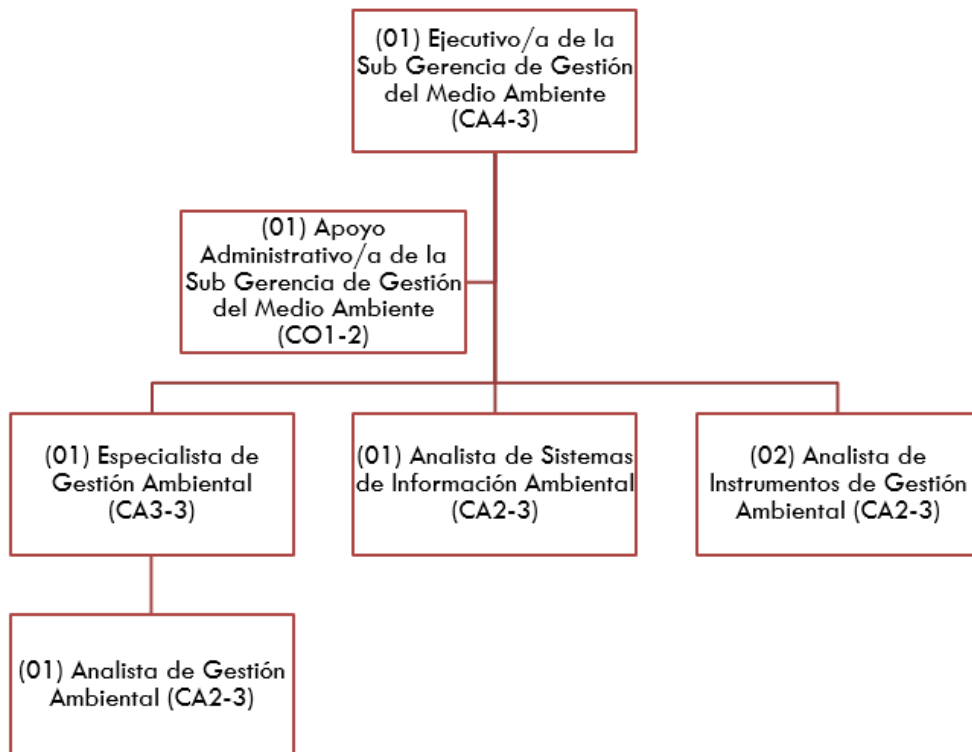 (01) Ejecutivo/a de la
Sub Gerencia de Gestión
del Medio Ambiente
(CA4-3)
(01) Apoyo
Administrativo/a de la
Sub Gerencia de Gestión
del Medio Ambiente
(CO1-2)
(01) Especialista de
Gestión Ambiental
(CA3-3)
(01) Analista de Sistemas
de Información Ambiental
(CA2-3)
(02) Analista de
Instrumentos de Gestión
Ambiental (CA2-3)
(01) Analista de Gestión
Ambiental (CA2-3)